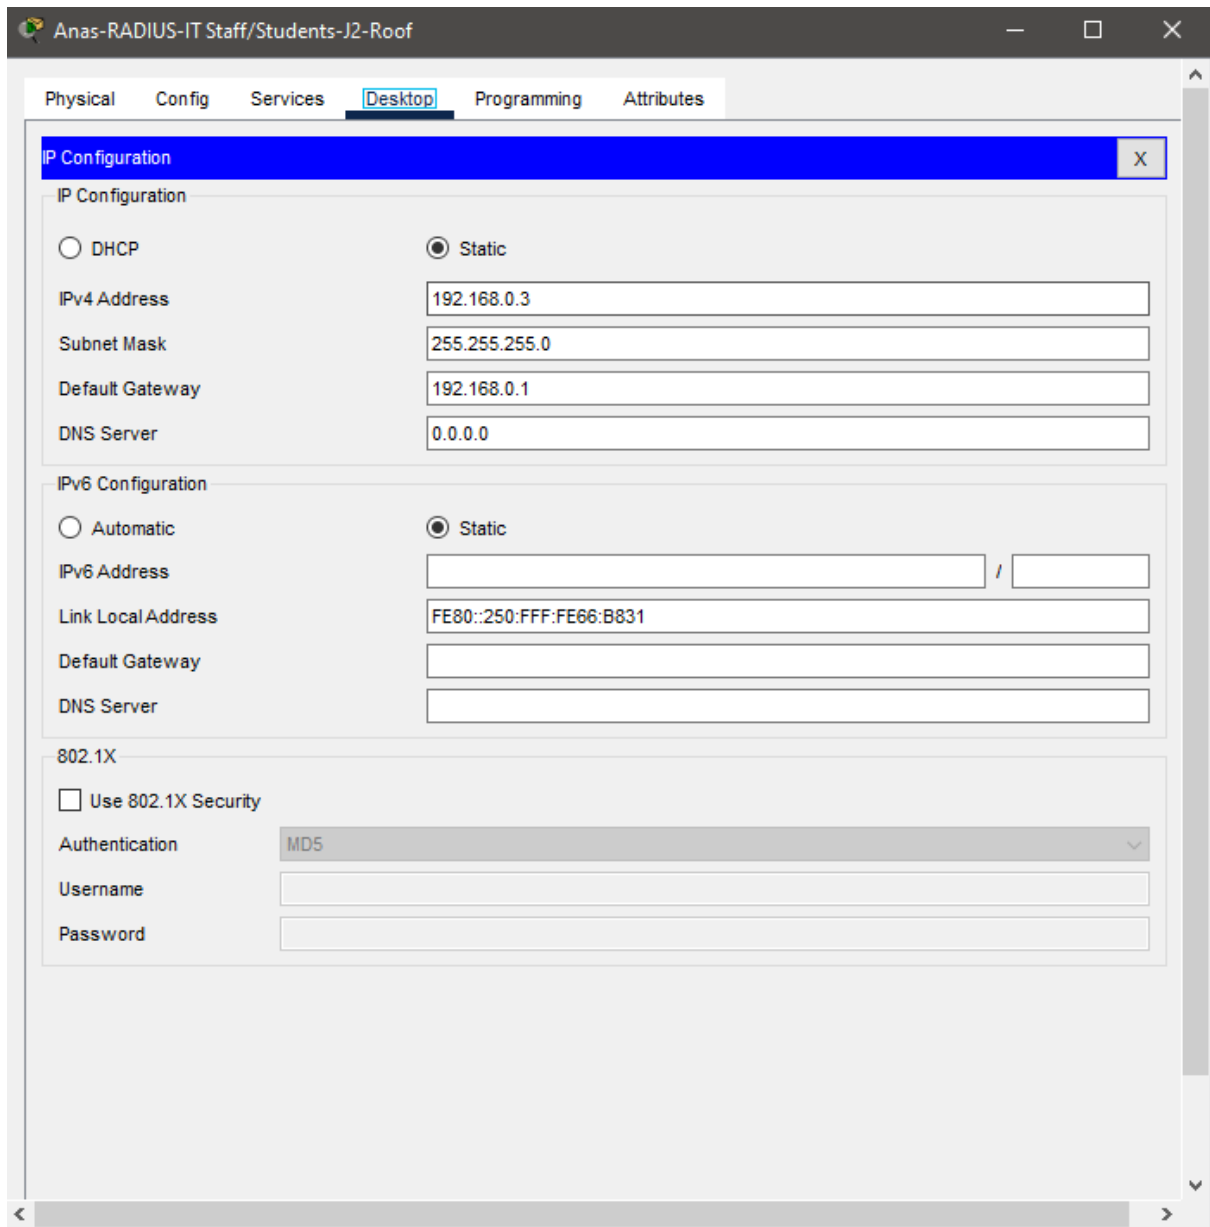 Anas-RADIUS-IT Staff/Students-J2-Roof
Physical Config Services Desktop Programming Attributes
IP Configuration X
IP Configuration
DHCP Static
IPv4 Address 192.168.0.3
Subnet Mask 255.255.255.0
Default Gateway 192.168.0.1
DNS Server 0.0.0.0
IPv6 Configuration
Automatic Static
IPv6 Address /
Link Local Address FE80::250:FFF:FE66:B831
Default Gateway
DNS Server
802.1X
Use 802.1X Security
Authentication MD5
Username
Password